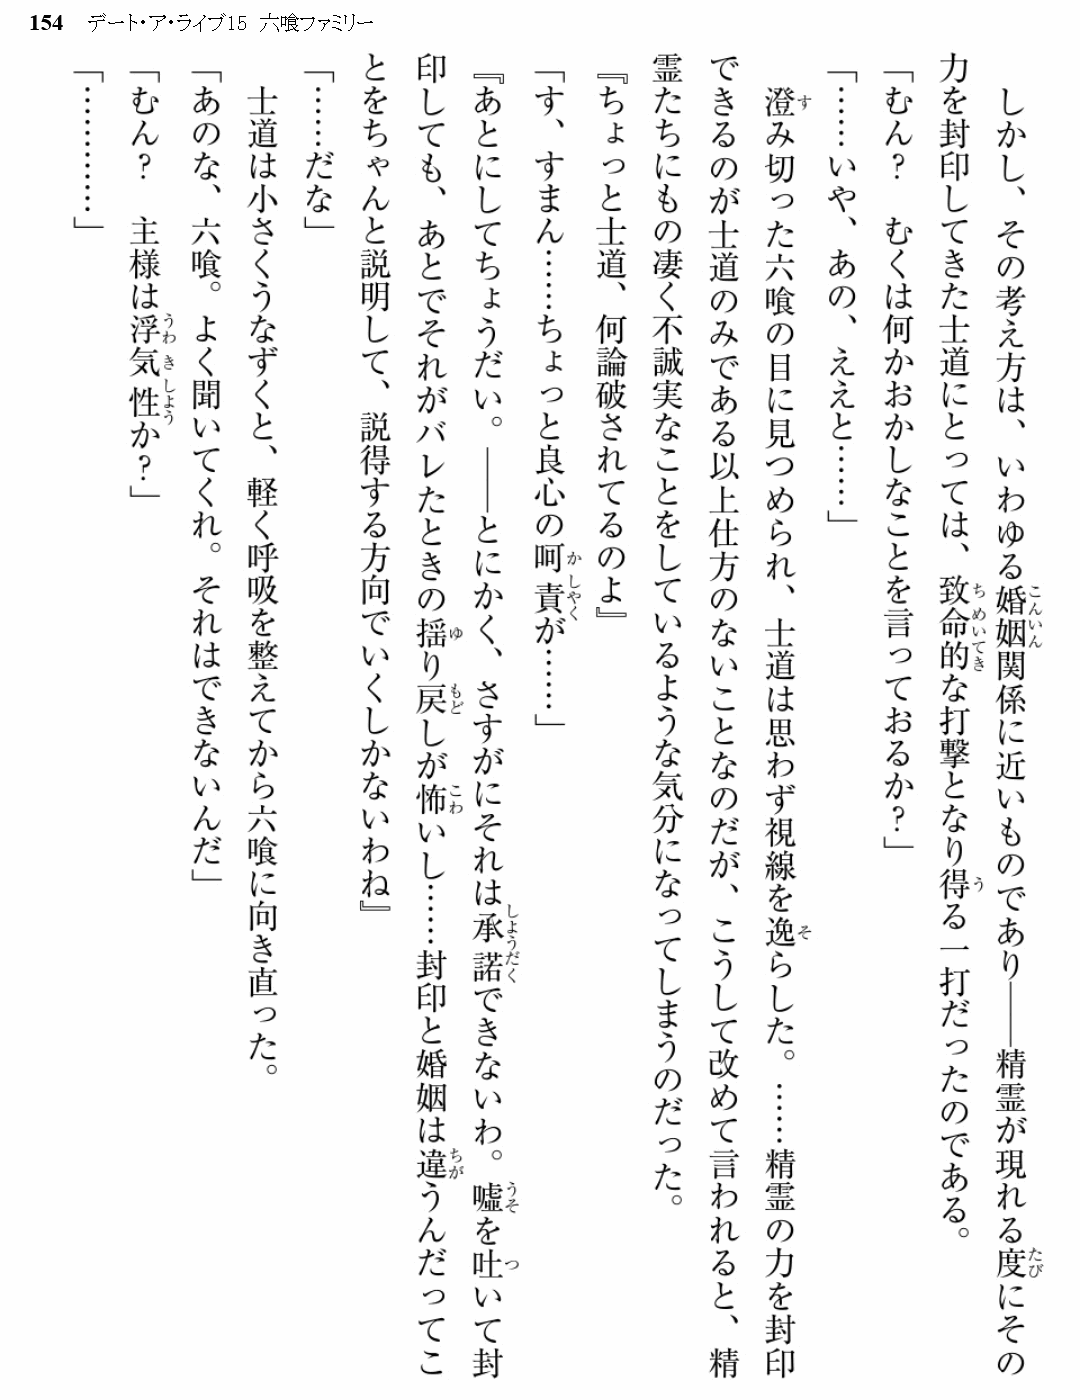 154 デート・ア・ライブ15 六喰ファミリー
しかし、その考え方は、いわゆる婚姻関係に近いものであり――精霊が現れる度にその
力を封印してきた士道にとっては、致命的な打撃となり得る一打だったのである。
「むん？　むくは何かおかしなことを言っておるか？」
「……いや、あの、ええと……」
澄み切った六喰の目に見つめられ、士道は思わず視線を逸らした。……精霊の力を封印
できるのが士道のみである以上仕方のないことなのだが、こうして改めて言われると、精
霊たちにもの凄く不誠実なことをしているような気分になってしまうのだった。
『ちょっと士道、何論破されてるのよ』
「す、すまん……ちょっと良心の呵責が……」
『あとにしてちょうだい。――とにかく、さすがにそれは承諾できないわ。嘘を吐いて封
印しても、あとでそれがバレたときの揺り戻しが怖いし……封印と婚姻は違うんだってこ
とをちゃんと説明して、説得する方向でいくしかないわね』
「……だな」
士道は小さくうなずくと、軽く呼吸を整えてから六喰に向き直った。
「あのな、六喰。よく聞いてくれ。それはできないんだ」
「むん？　主様は浮気性か？」
「…………」